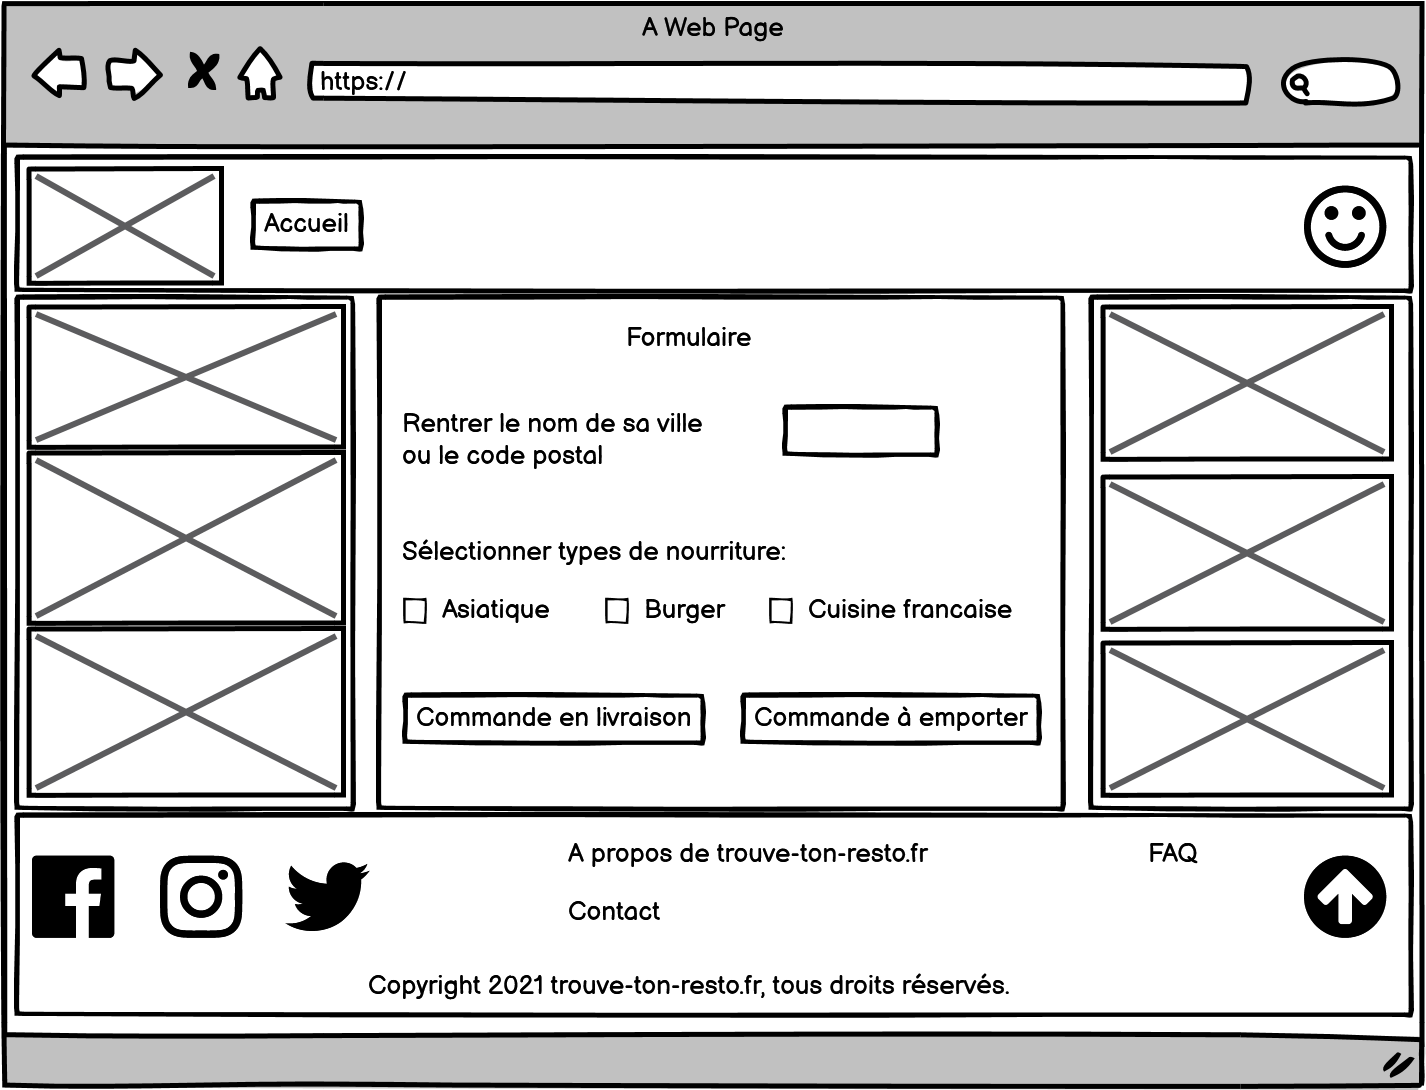 A Web Page
https://
Accueil
Formulaire
Rentrer le nom de sa ville
ou le code postal
Sélectionner types de nourriture:
Asiatique Burger Cuisine francaise
Commande en livraison Commande à emporter
A propos de trouve-ton-resto.fr FAQ
Contact
Copyright 2021 trouve-ton-resto.fr, tous droits réservés.